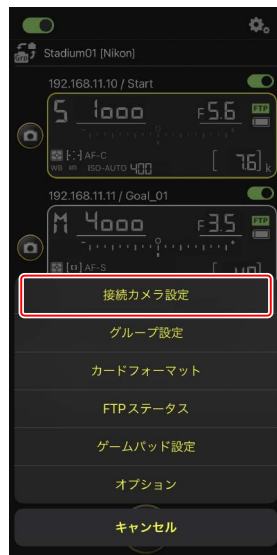 Stadium01 [Nikon]
192.168.11.10 / Start
S 1000 F5.6 FTP
AF-C
WB ISO-AUTO 400 [ 7.6] k
192.168.11.11 / Goal_01
M 4000 F3.5 FTP
AF-S
接続カメラ設定
グループ設定
カードフォーマット
FTPステータス
ゲームパッド設定
オプション
キャンセル